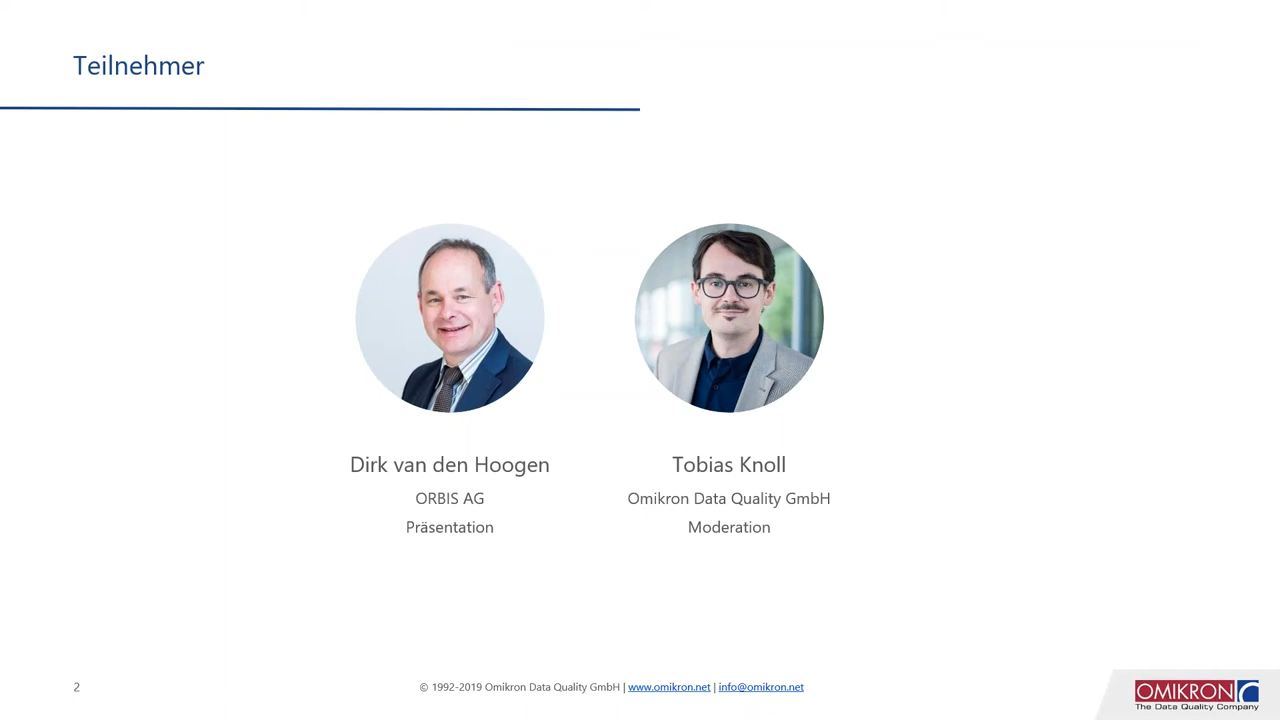 Teilnehmer
Dirk van den Hoogen
ORBIS AG
Präsentation
Tobias Knoll
Omikron Data Quality GmbH
Moderation
2
© 1992-2019 Omikron Data Quality GmbH | www.omikron.net | info@omikron.net
OMIKRON
The Data Quality Company